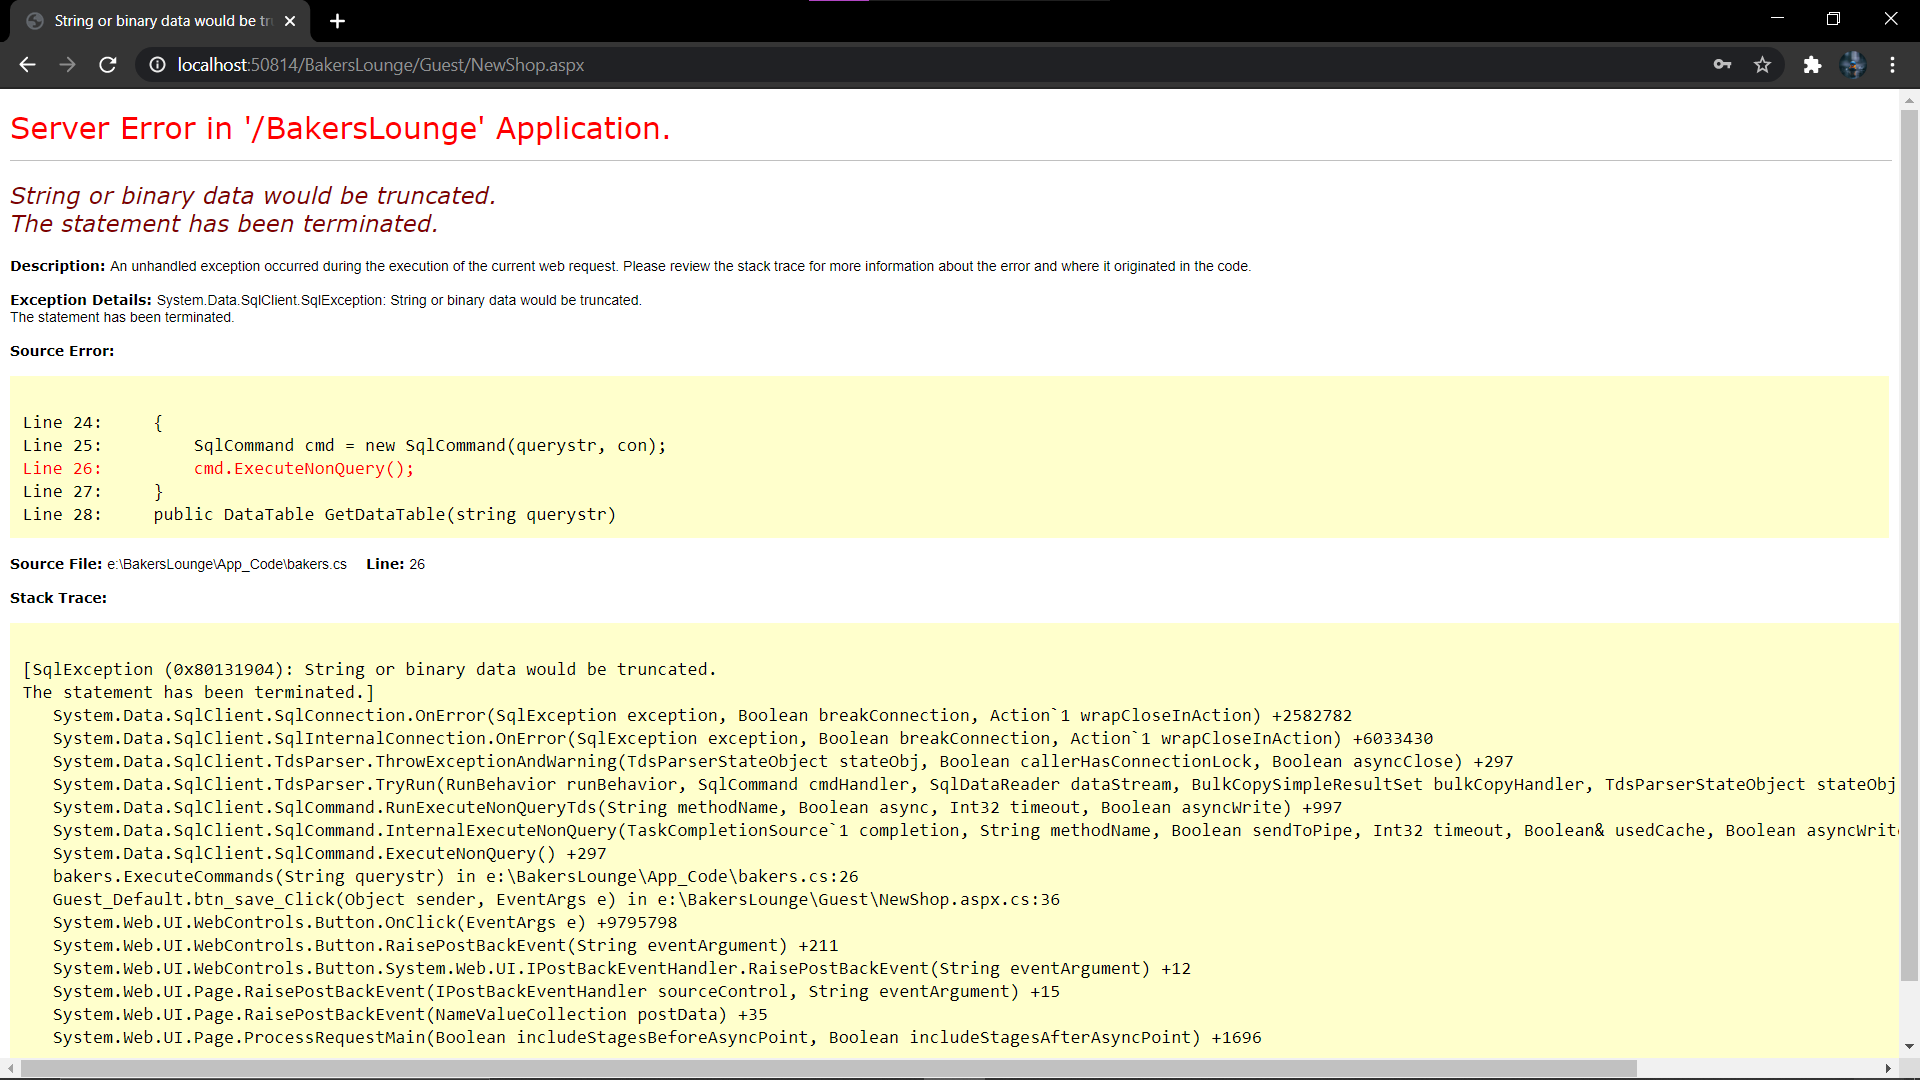 String or binary data would be tr
localhost:50814/BakersLounge/Guest/NewShop.aspx
Server Error in '/BakersLounge' Application.
String or binary data would be truncated.
The statement has been terminated.
Description: An unhandled exception occurred during the execution of the current web request. Please review the stack trace for more information about the error and where it originated in the code.
Exception Details: System.Data.SqlClient.SqlException: String or binary data would be truncated.
The statement has been terminated.
Source Error:
Line 24:     {
Line 25:         SqlCommand cmd = new SqlCommand(querystr, con);
Line 26:         cmd.ExecuteNonQuery();
Line 27:     }
Line 28:     public DataTable GetDataTable(string querystr)
Source File: e:\BakersLounge\App_Code\bakers.cs    Line: 26
Stack Trace:
[SqlException (0x80131904): String or binary data would be truncated.
The statement has been terminated.]
   System.Data.SqlClient.SqlConnection.OnError(SqlException exception, Boolean breakConnection, Action`1 wrapCloseInAction) +2582782
   System.Data.SqlClient.SqlInternalConnection.OnError(SqlException exception, Boolean breakConnection, Action`1 wrapCloseInAction) +6033430
   System.Data.SqlClient.TdsParser.ThrowExceptionAndWarning(TdsParserStateObject stateObj, Boolean callerHasConnectionLock, Boolean asyncClose) +297
   System.Data.SqlClient.TdsParser.TryRun(RunBehavior runBehavior, SqlCommand cmdHandler, SqlDataReader dataStream, BulkCopySimpleResultSet bulkCopyHandler, TdsParserStateObject stateObj
   System.Data.SqlClient.SqlCommand.RunExecuteNonQueryTds(String methodName, Boolean async, Int32 timeout, Boolean asyncWrite) +997
   System.Data.SqlClient.SqlCommand.InternalExecuteNonQuery(TaskCompletionSource`1 completion, String methodName, Boolean sendToPipe, Int32 timeout, Boolean& usedCache, Boolean asyncWrit
   System.Data.SqlClient.SqlCommand.ExecuteNonQuery() +297
   bakers.ExecuteCommands(String querystr) in e:\BakersLounge\App_Code\bakers.cs:26
   Guest_Default.btn_save_Click(Object sender, EventArgs e) in e:\BakersLounge\Guest\NewShop.aspx.cs:36
   System.Web.UI.WebControls.Button.OnClick(EventArgs e) +9795798
   System.Web.UI.WebControls.Button.RaisePostBackEvent(String eventArgument) +211
   System.Web.UI.WebControls.Button.System.Web.UI.IPostBackEventHandler.RaisePostBackEvent(String eventArgument) +12
   System.Web.UI.Page.RaisePostBackEvent(IPostBackEventHandler sourceControl, String eventArgument) +15
   System.Web.UI.Page.RaisePostBackEvent(NameValueCollection postData) +35
   System.Web.UI.Page.ProcessRequestMain(Boolean includeStagesBeforeAsyncPoint, Boolean includeStagesAfterAsyncPoint) +1696